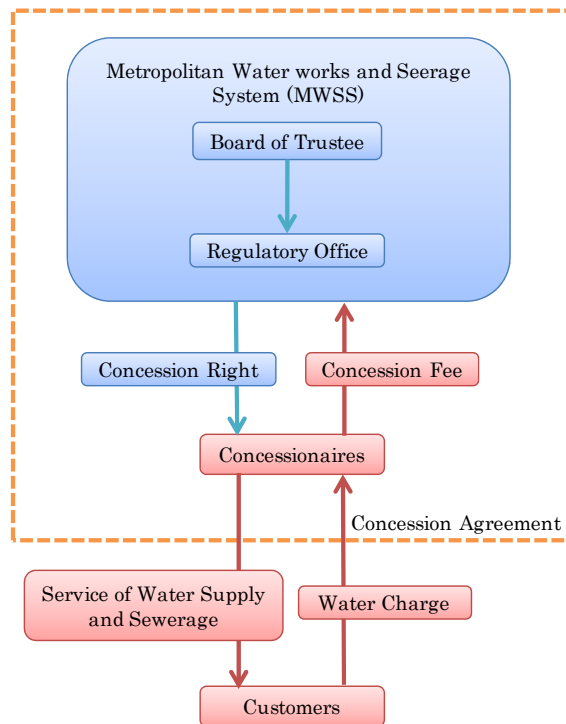 Metropolitan Water works and Seerage
System (MWSS)
Board of Trustee
Regulatory Office
Concession Right
Concession Fee
Concessionaires
Concession Agreement
Service of Water Supply
and Sewerage
Water Charge
Customers